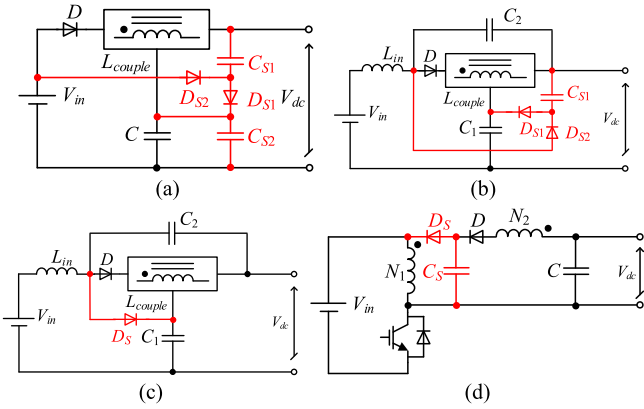 D
L_couple
C_S1
D_S2
D_S1
V_in
C
C_S2
V_dc
(a)
C_2
L_in
D
L_couple
C_S1
V_in
C_1
D_S1
D_S2
V_dc
(b)
C_2
L_in
D
L_couple
V_in
D_S
C_1
V_dc
(c)
D_S
D
N_2
N_1
C_S
C
V_in
V_dc
(d)